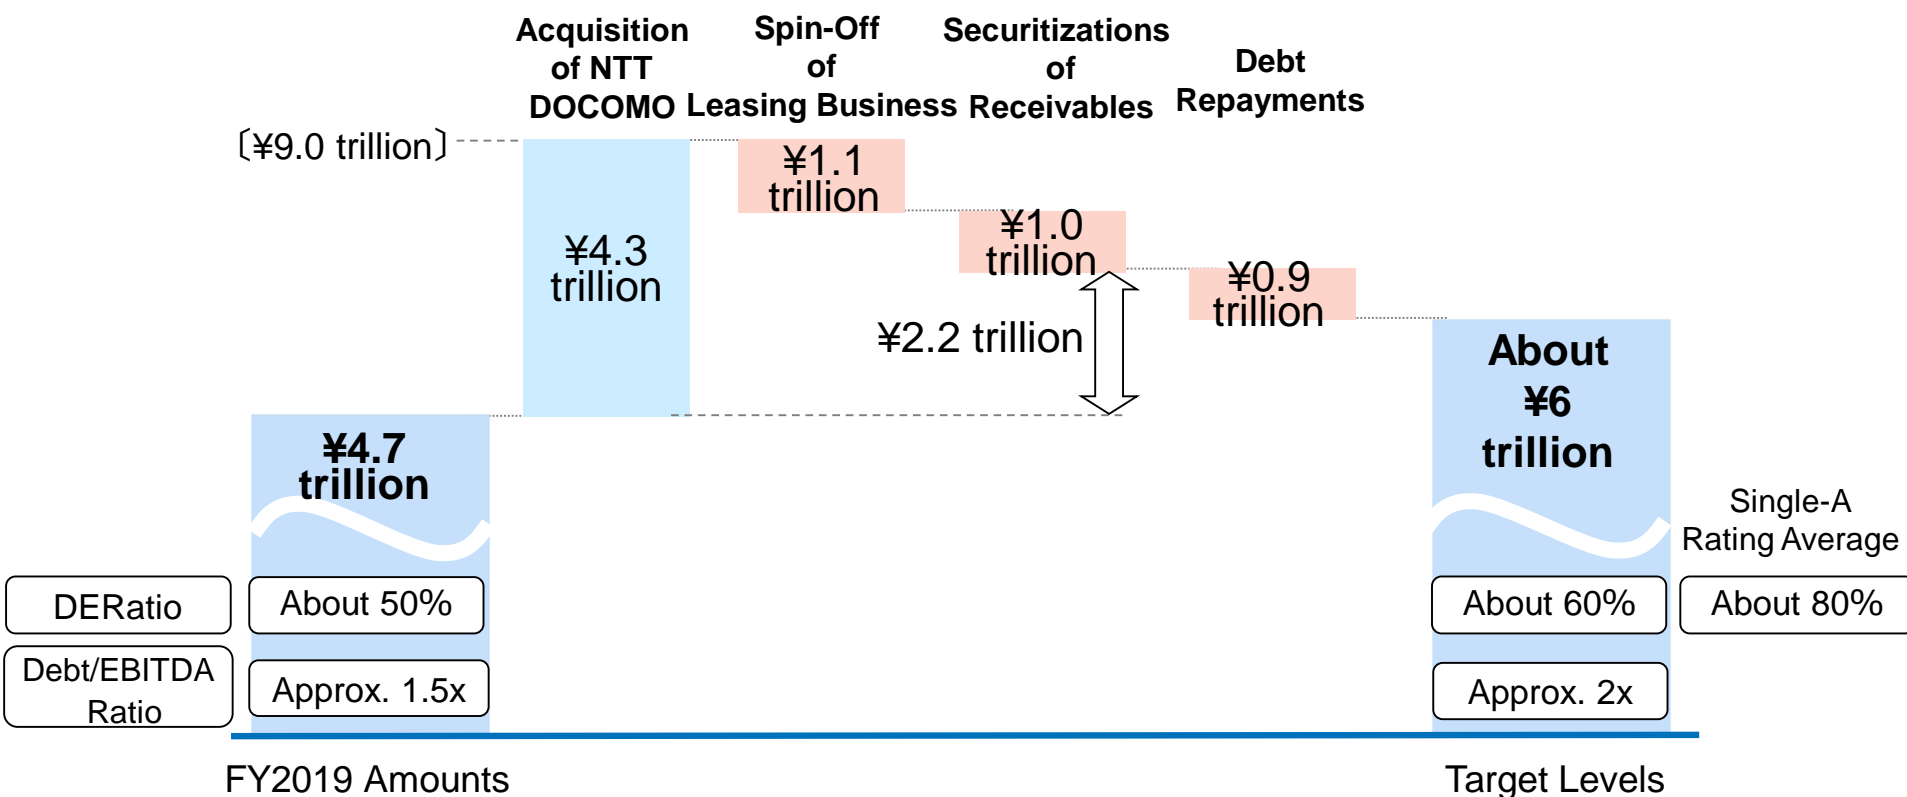 Acquisition
of NTT
DOCOMO
Spin-Off
of
Leasing Business
Securitizations
of
Receivables
Debt
Repayments
〔¥9.0 trillion〕
¥4.3
trillion
¥1.1
trillion
¥1.0
trillion
¥0.9
trillion
¥2.2 trillion
¥4.7
trillion
About
¥6
trillion
Single-A
Rating Average
DERatio
About 50%
About 60%
About 80%
Debt/EBITDA
Ratio
Approx. 1.5x
Approx. 2x
FY2019 Amounts
Target Levels